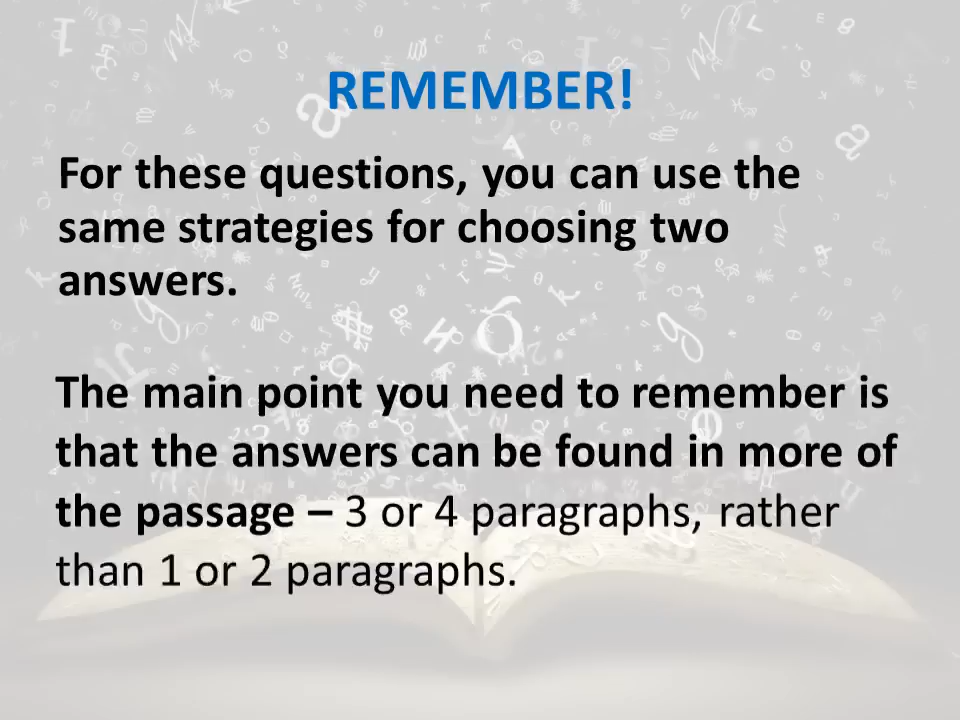 REMEMBER!
For these questions, you can use the
same strategies for choosing two
answers.
The main point you need to remember is
that the answers can be found in more of
the passage – 3 or 4 paragraphs, rather
than 1 or 2 paragraphs.